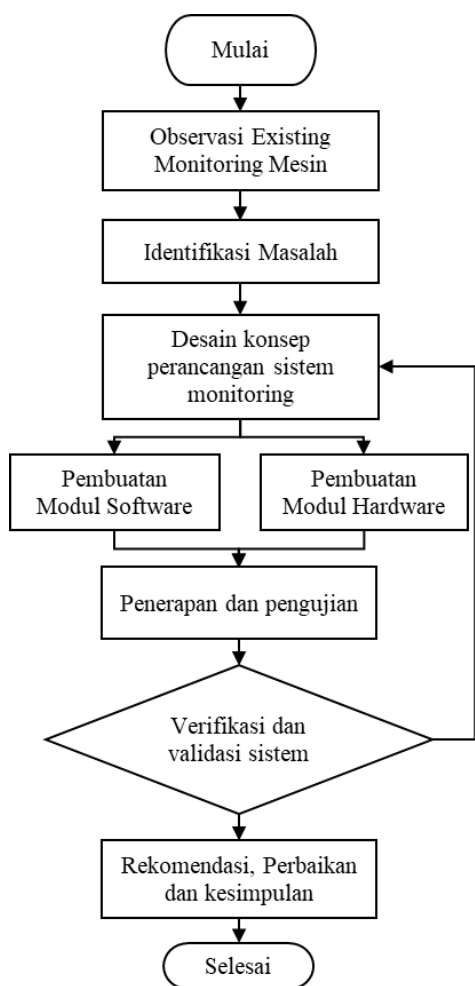 Mulai
Observasi Existing
Monitoring Mesin
Identifikasi Masalah
Desain konsep
perancangan sistem
monitoring
Pembuatan
Modul Software
Pembuatan
Modul Hardware
Penerapan dan pengujian
Verifikasi dan
validasi sistem
Rekomendasi, Perbaikan
dan kesimpulan
Selesai